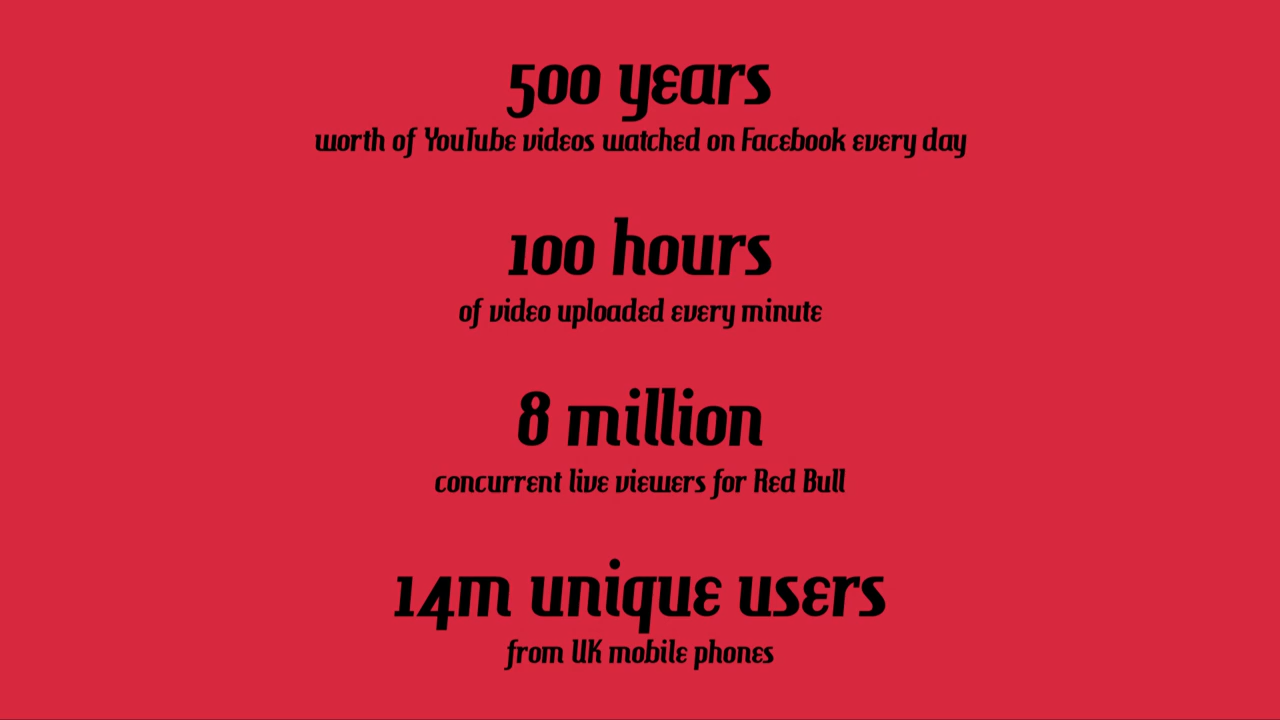 500 years
worth of YouTube videos watched on Facebook every day
100 hours
of video uploaded every minute
8 million
concurrent live viewers for Red Bull
14m unique users
from UK mobile phones